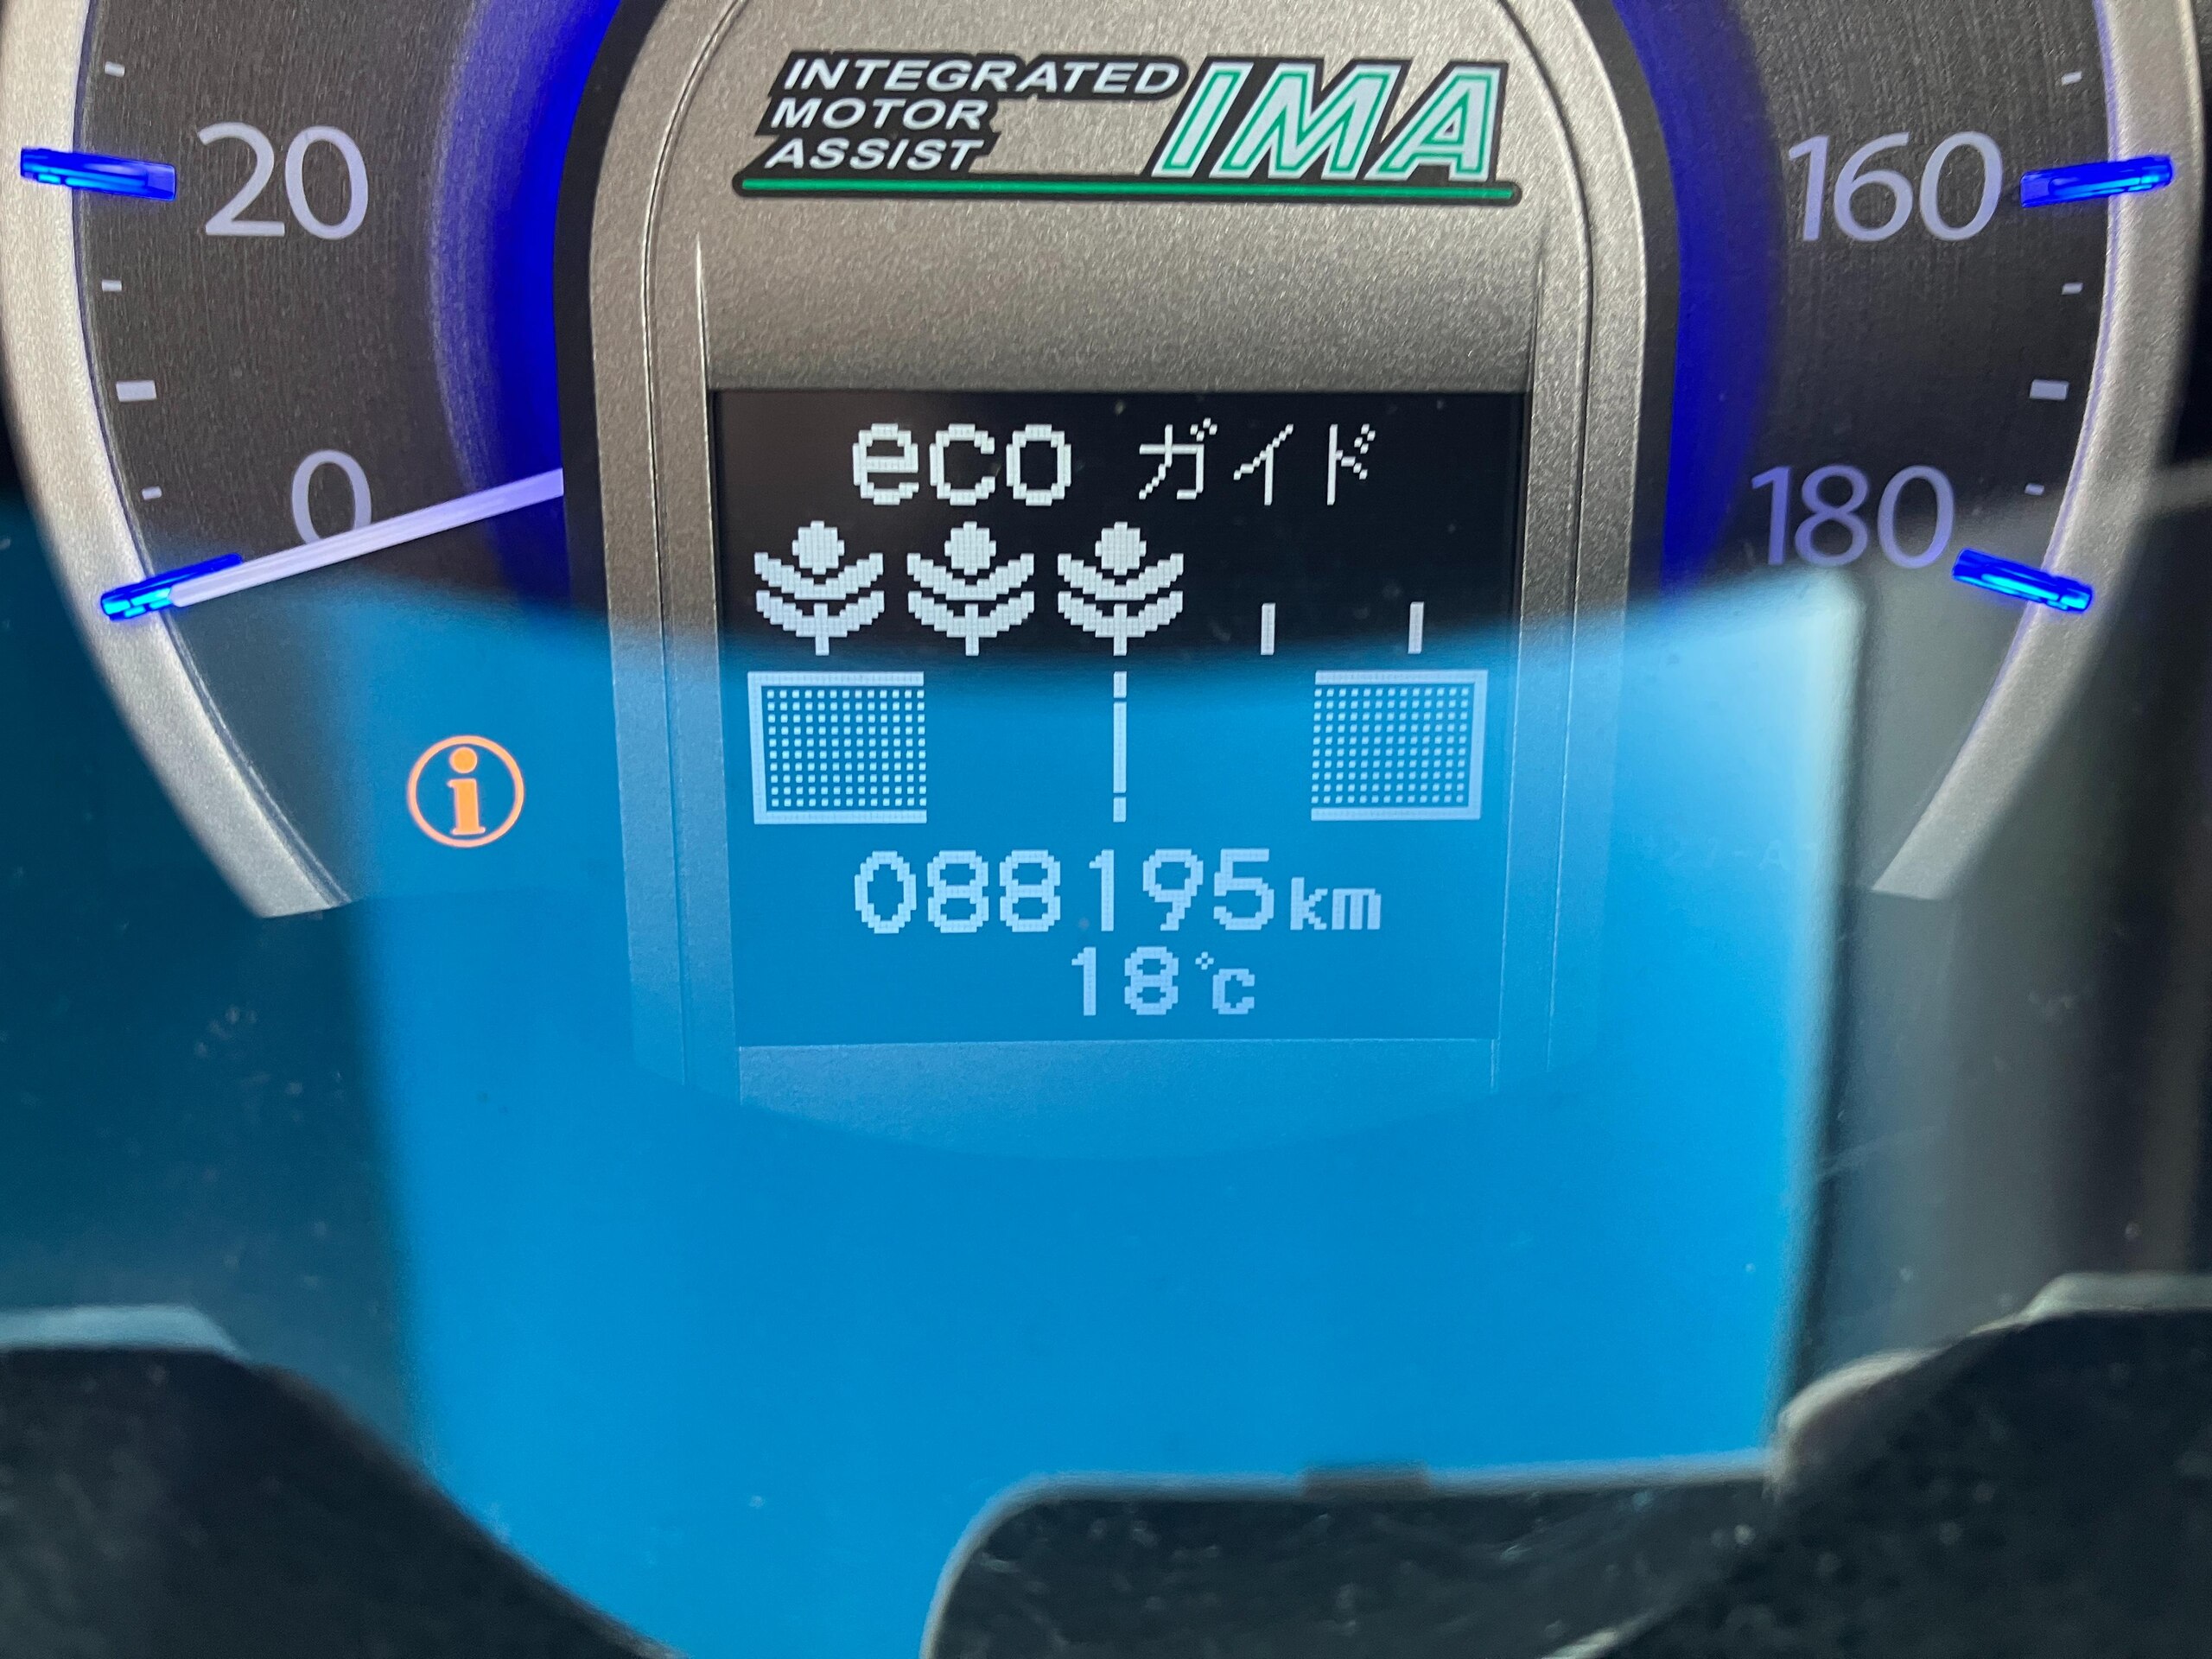 INTEGRATED
MOTOR
ASSIST
IMA
20
160
0
180
eco ガイド
i
088195km
18℃